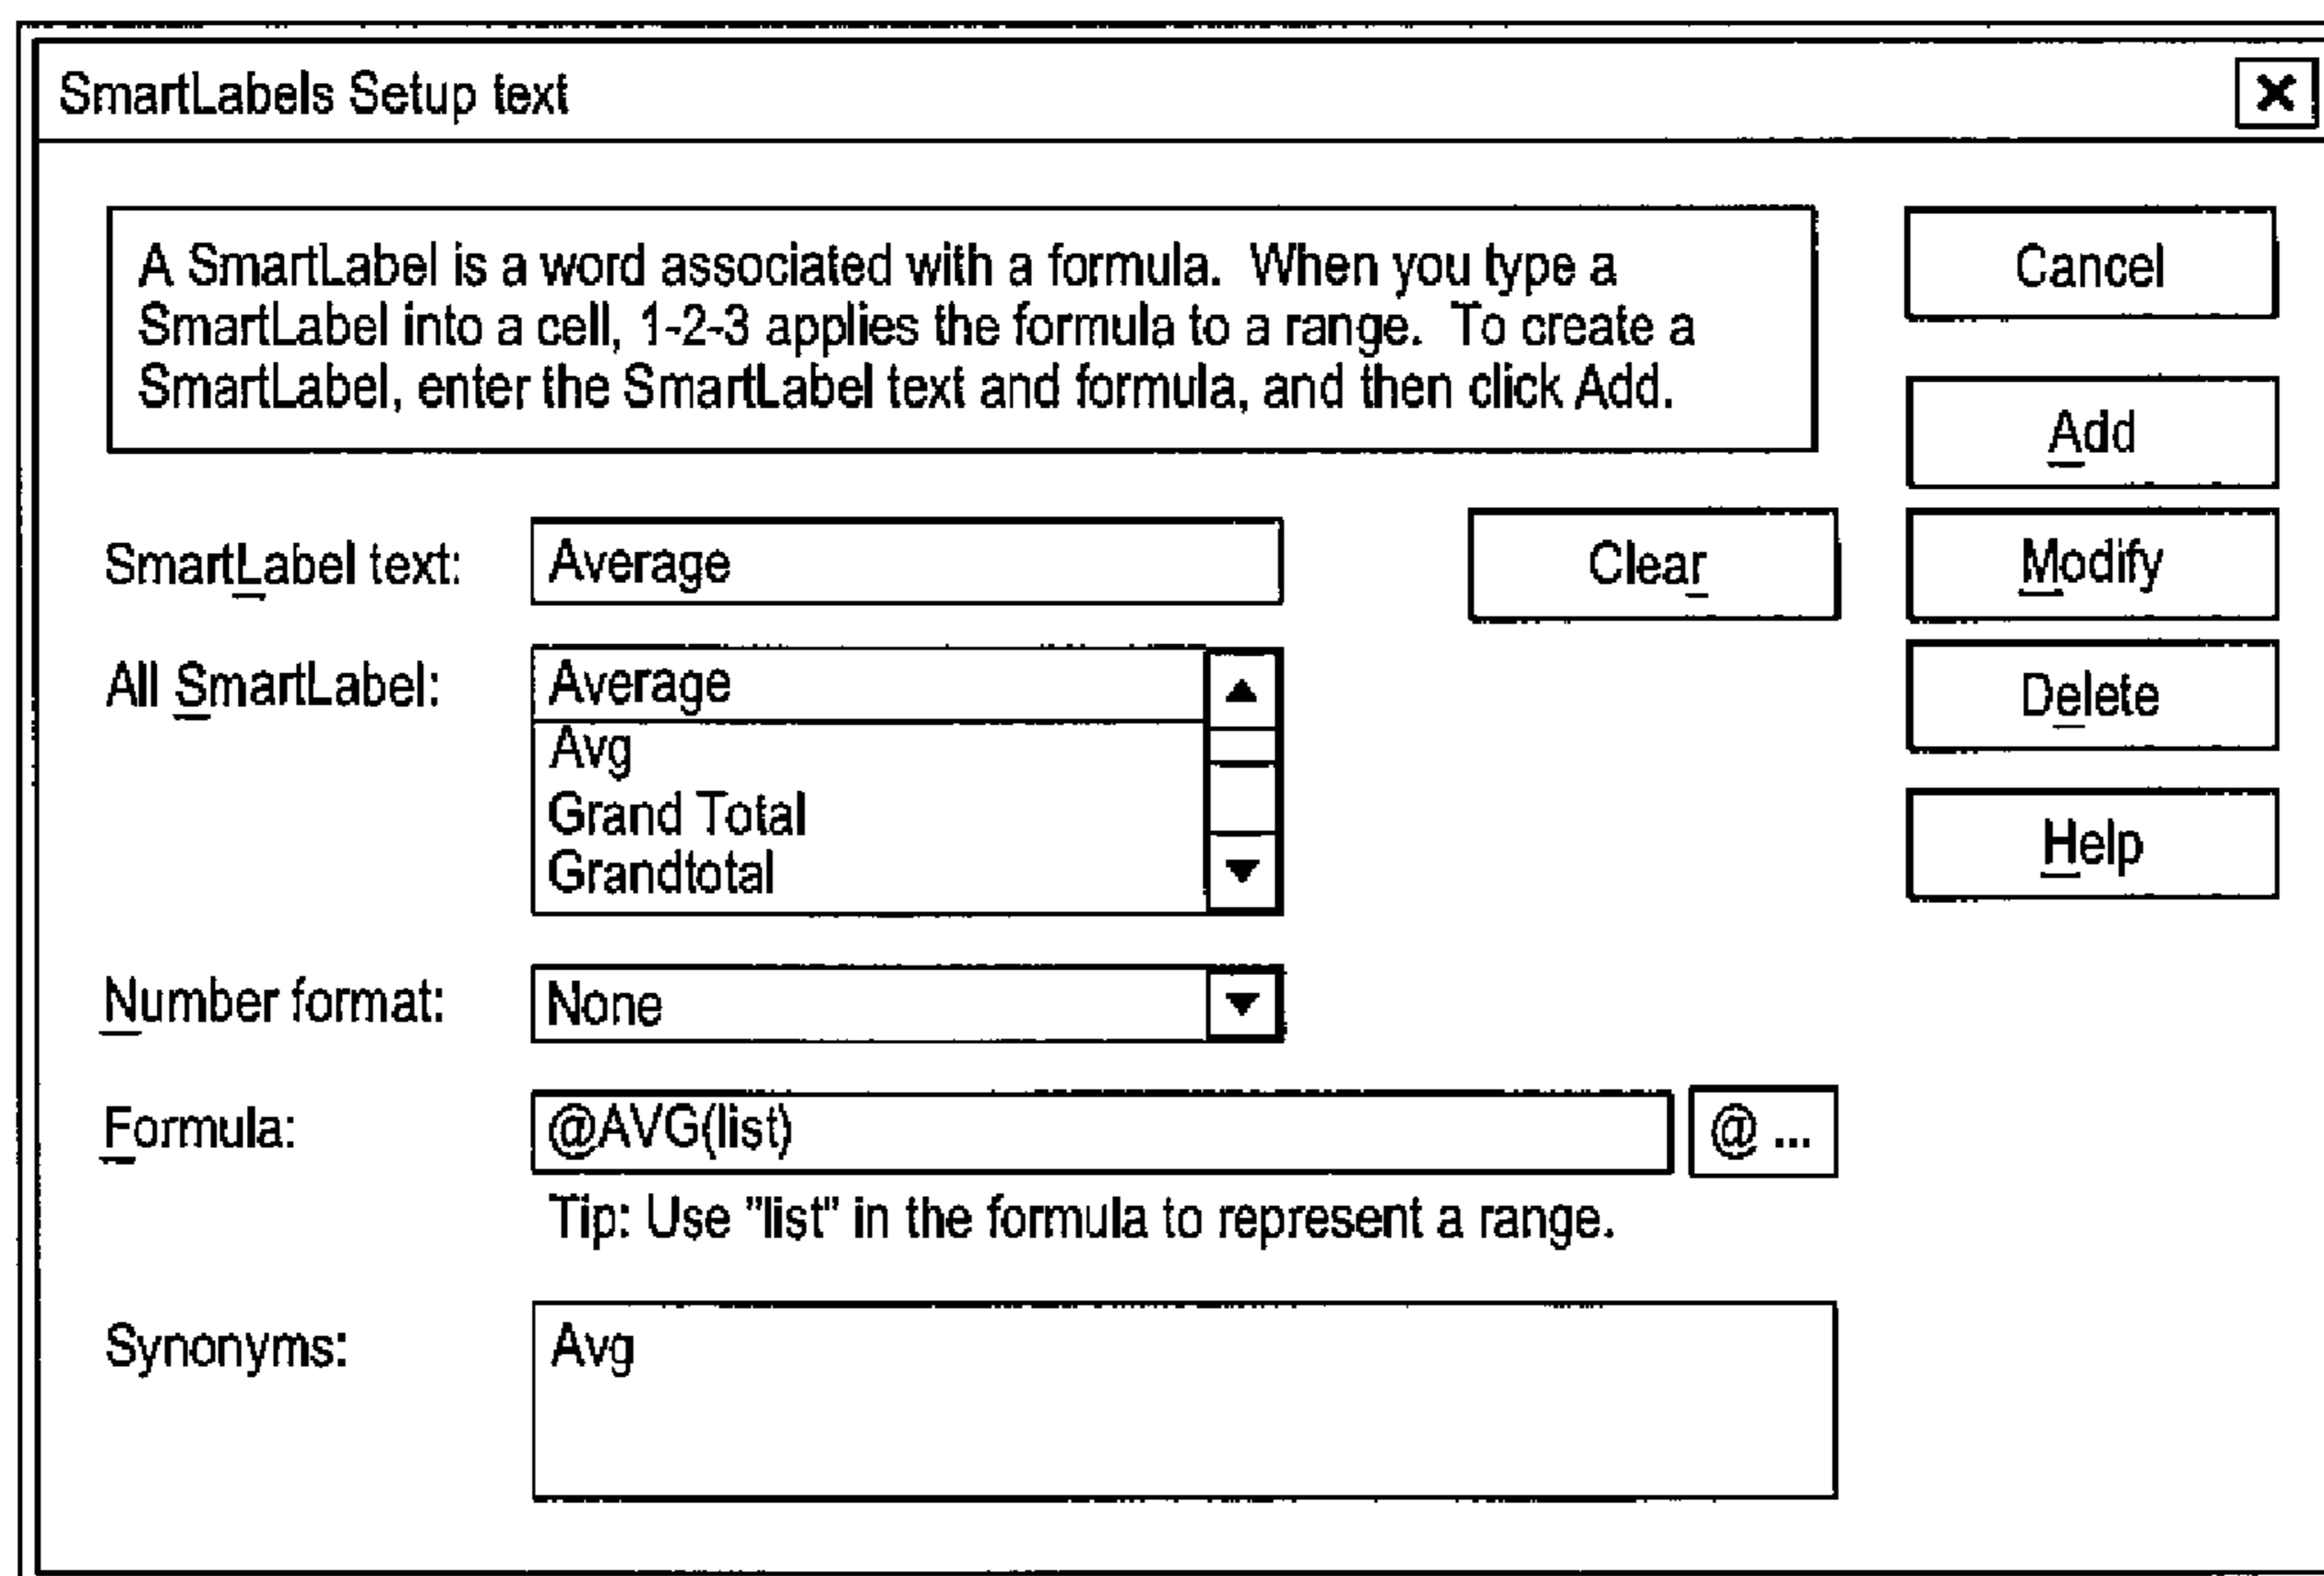 SmartLabels Setup text
A SmartLabel is a word associated with a formula. When you type a
SmartLabel into a cell, 1-2-3 applies the formula to a range. To create a
SmartLabel, enter the SmartLabel text and formula, and then click Add.
Cancel
Add
SmartLabel text: Average Clear Modify
All SmartLabel: Average Delete
Avg
Grand Total
Grandtotal
Help
Number format: None
Formula: @AVG(list) @ ...
Tip: Use "list" in the formula to represent a range.
Synonyms: Avg